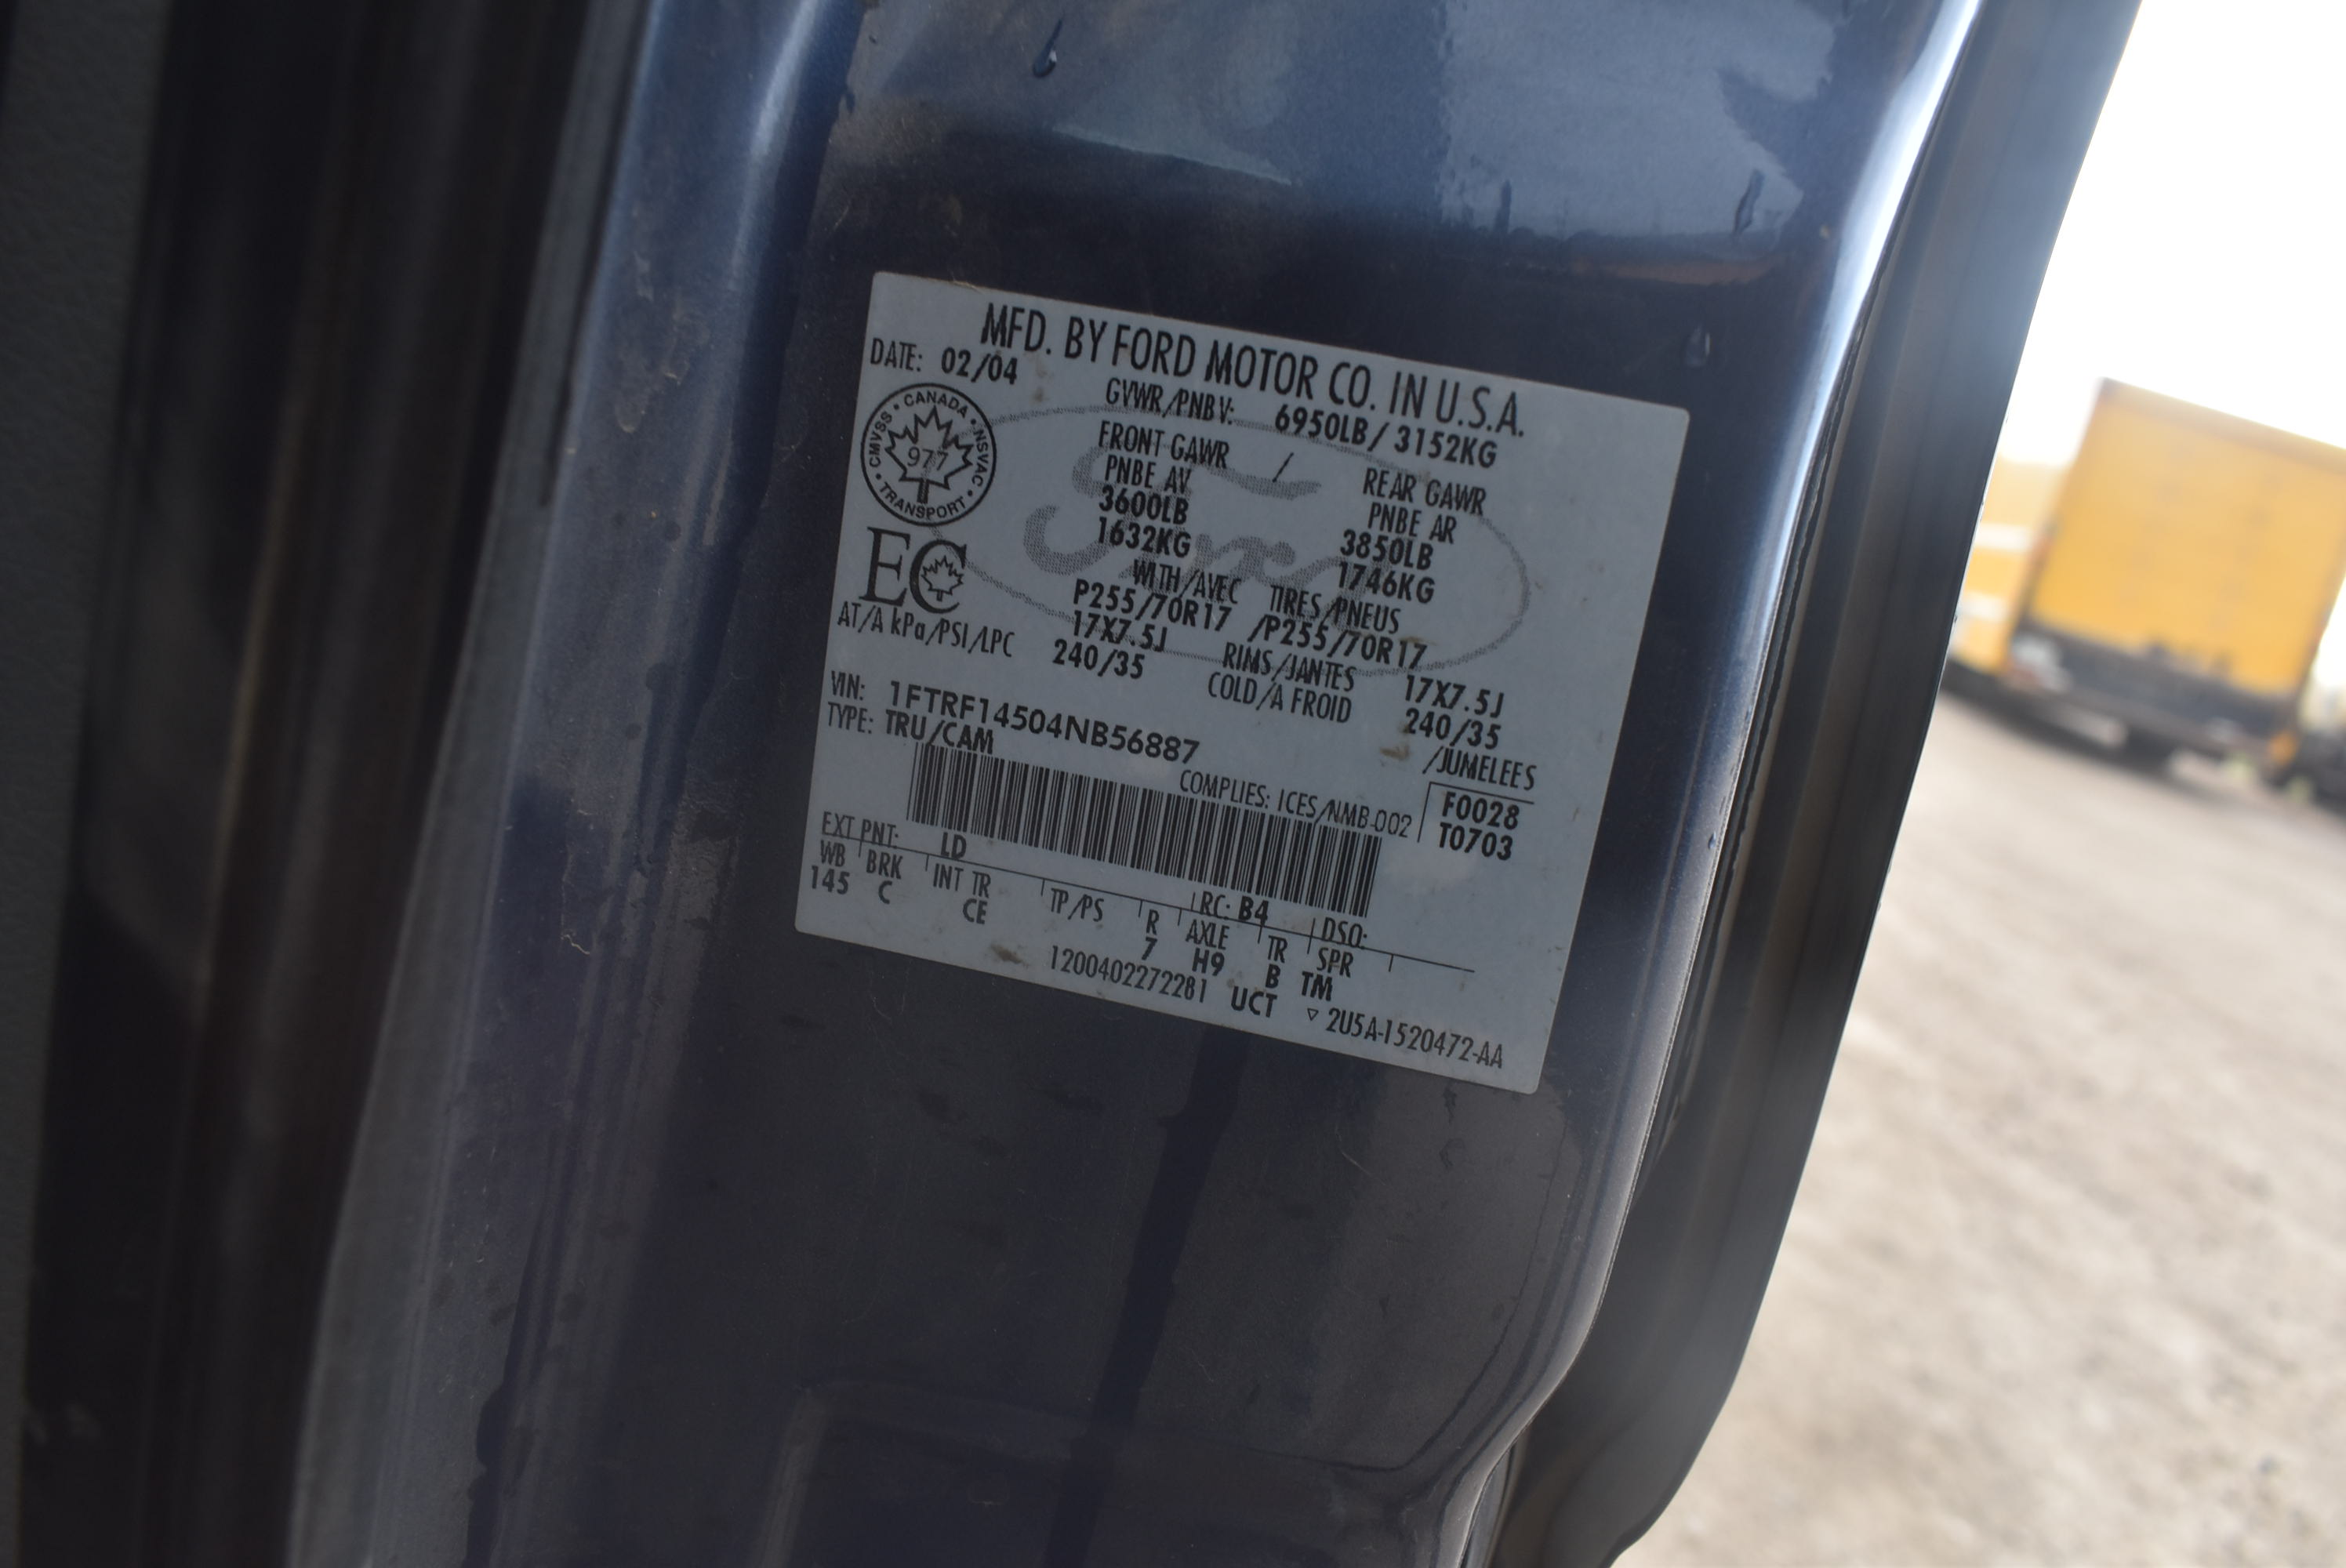 MFD. BY FORD MOTOR CO. IN U.S.A.
DATE: 02/04
GVWR/PNBV: 6950LB/ 3152KG
CMVSS • CANADA • NSVAC • TRANSPORT •
977
Ford
FRONT GAWR / REAR GAWR
PNBE AV PNBE AR
3600LB 3850LB
1632KG 1746KG
EC
WITH/AVEC TIRES/PNEUS
P255/70R17 /P255/70R17
17X7.5J RIMS/JANTES 17X7.5J
AT/A kPa/PSI/LPC 240/35 COLD/A FROID 240/35
/JUMELEES
VIN: 1FTRF14504NB56887
TYPE: TRU/CAM
COMPLIES: ICES/NMB-002
F0028
T0703
EXT PNT: LD RC: B4 DSO:
WB BRK INT TR TP/PS R AXLE TR SPR
145 C CE 7 H9 B TM
1200402272281 UCT ▽ 2U5A-1520472-AA